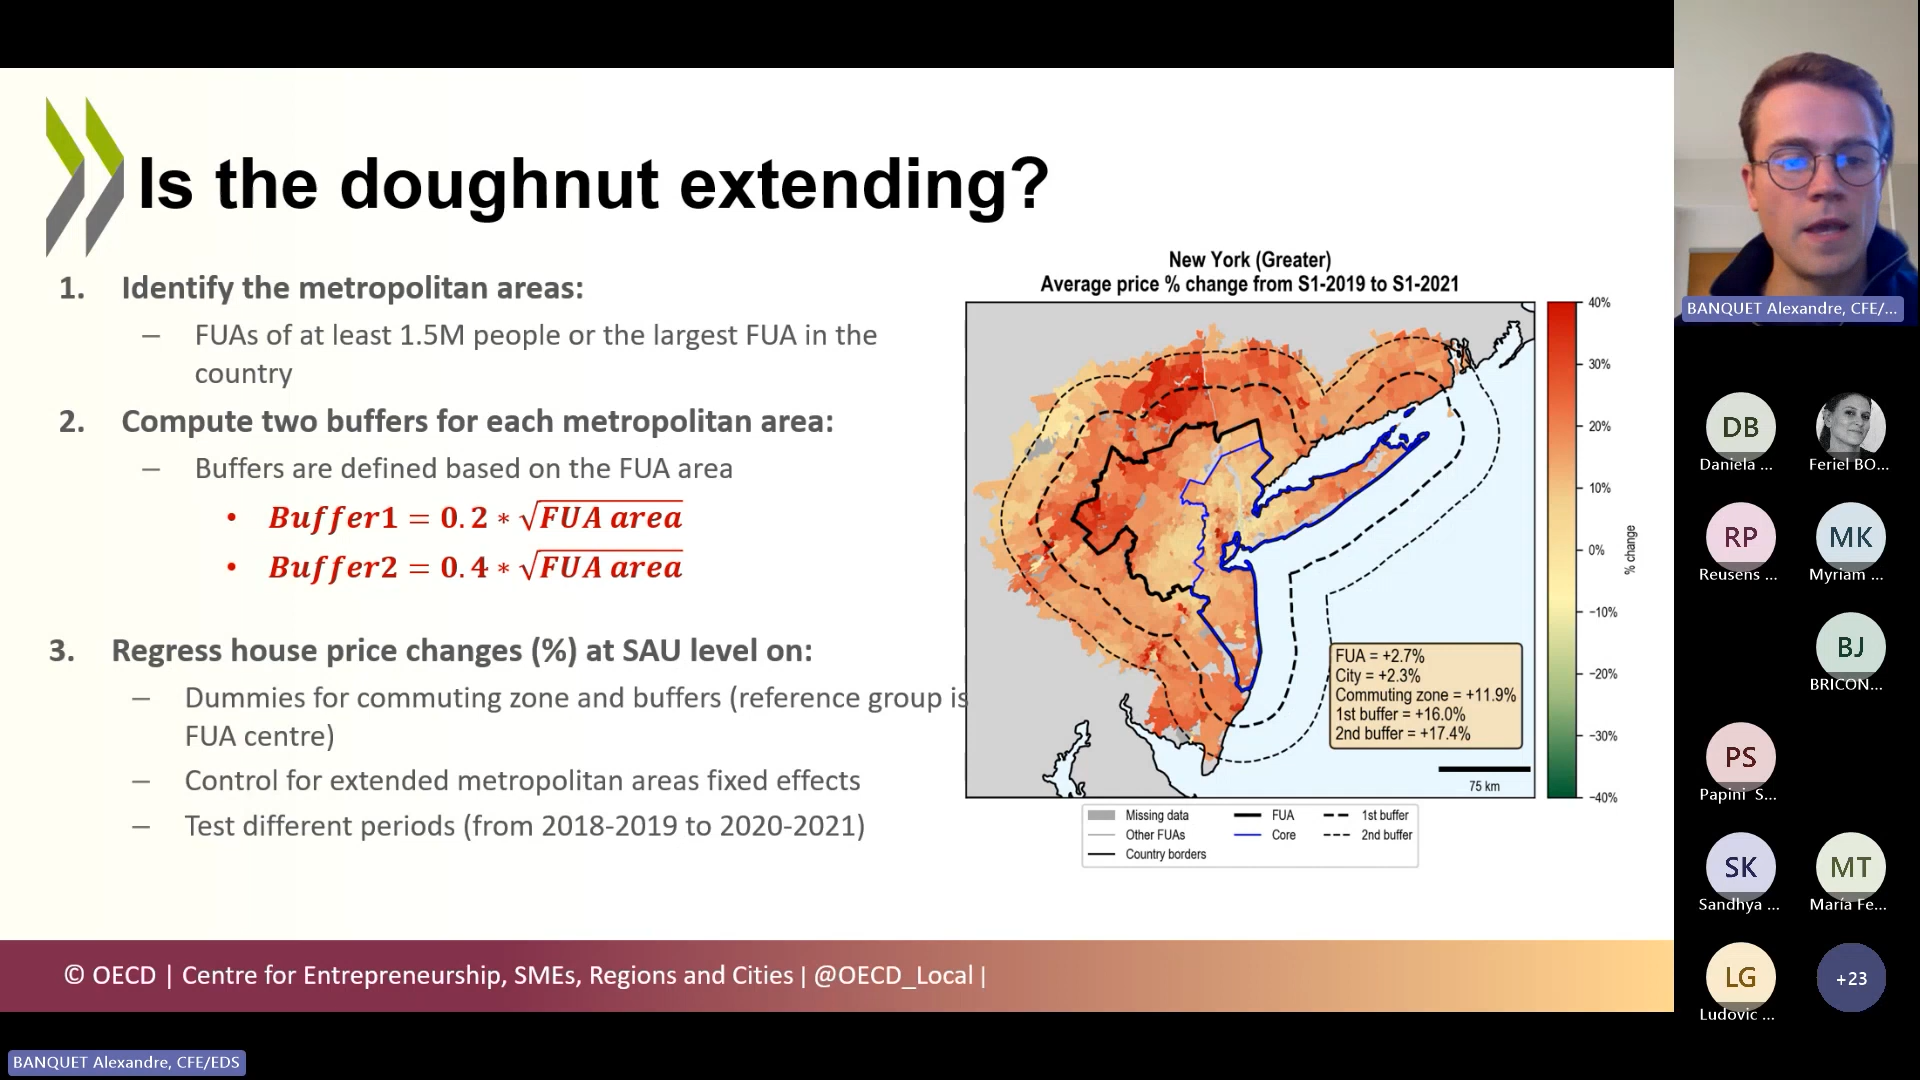 Is the doughnut extending?
1. Identify the metropolitan areas:
– FUAs of at least 1.5M people or the largest FUA in the
country
2. Compute two buffers for each metropolitan area:
– Buffers are defined based on the FUA area
• Buffer1 = 0.2 * √FUA area
• Buffer2 = 0.4 * √FUA area
3. Regress house price changes (%) at SAU level on:
– Dummies for commuting zone and buffers (reference group is
FUA centre)
– Control for extended metropolitan areas fixed effects
– Test different periods (from 2018-2019 to 2020-2021)
New York (Greater)
Average price % change from S1-2019 to S1-2021
40%
30%
20%
10%
0%
−10%
−20%
−30%
−40%
% change
FUA = +2.7%
City = +2.3%
Commuting zone = +11.9%
1st buffer = +16.0%
2nd buffer = +17.4%
75 km
Missing data
Other FUAs
Country borders
FUA
Core
1st buffer
2nd buffer
© OECD | Centre for Entrepreneurship, SMEs, Regions and Cities | @OECD_Local |
BANQUET Alexandre, CFE/EDS
BANQUET Alexandre, CFE/...
DB
Daniela ...
Feriel BO...
RP
Reusens ...
MK
Myriam ...
BJ
BRICON...
PS
Papini S...
SK
Sandhya ...
MT
María Fe...
LG
Ludovic ...
+23